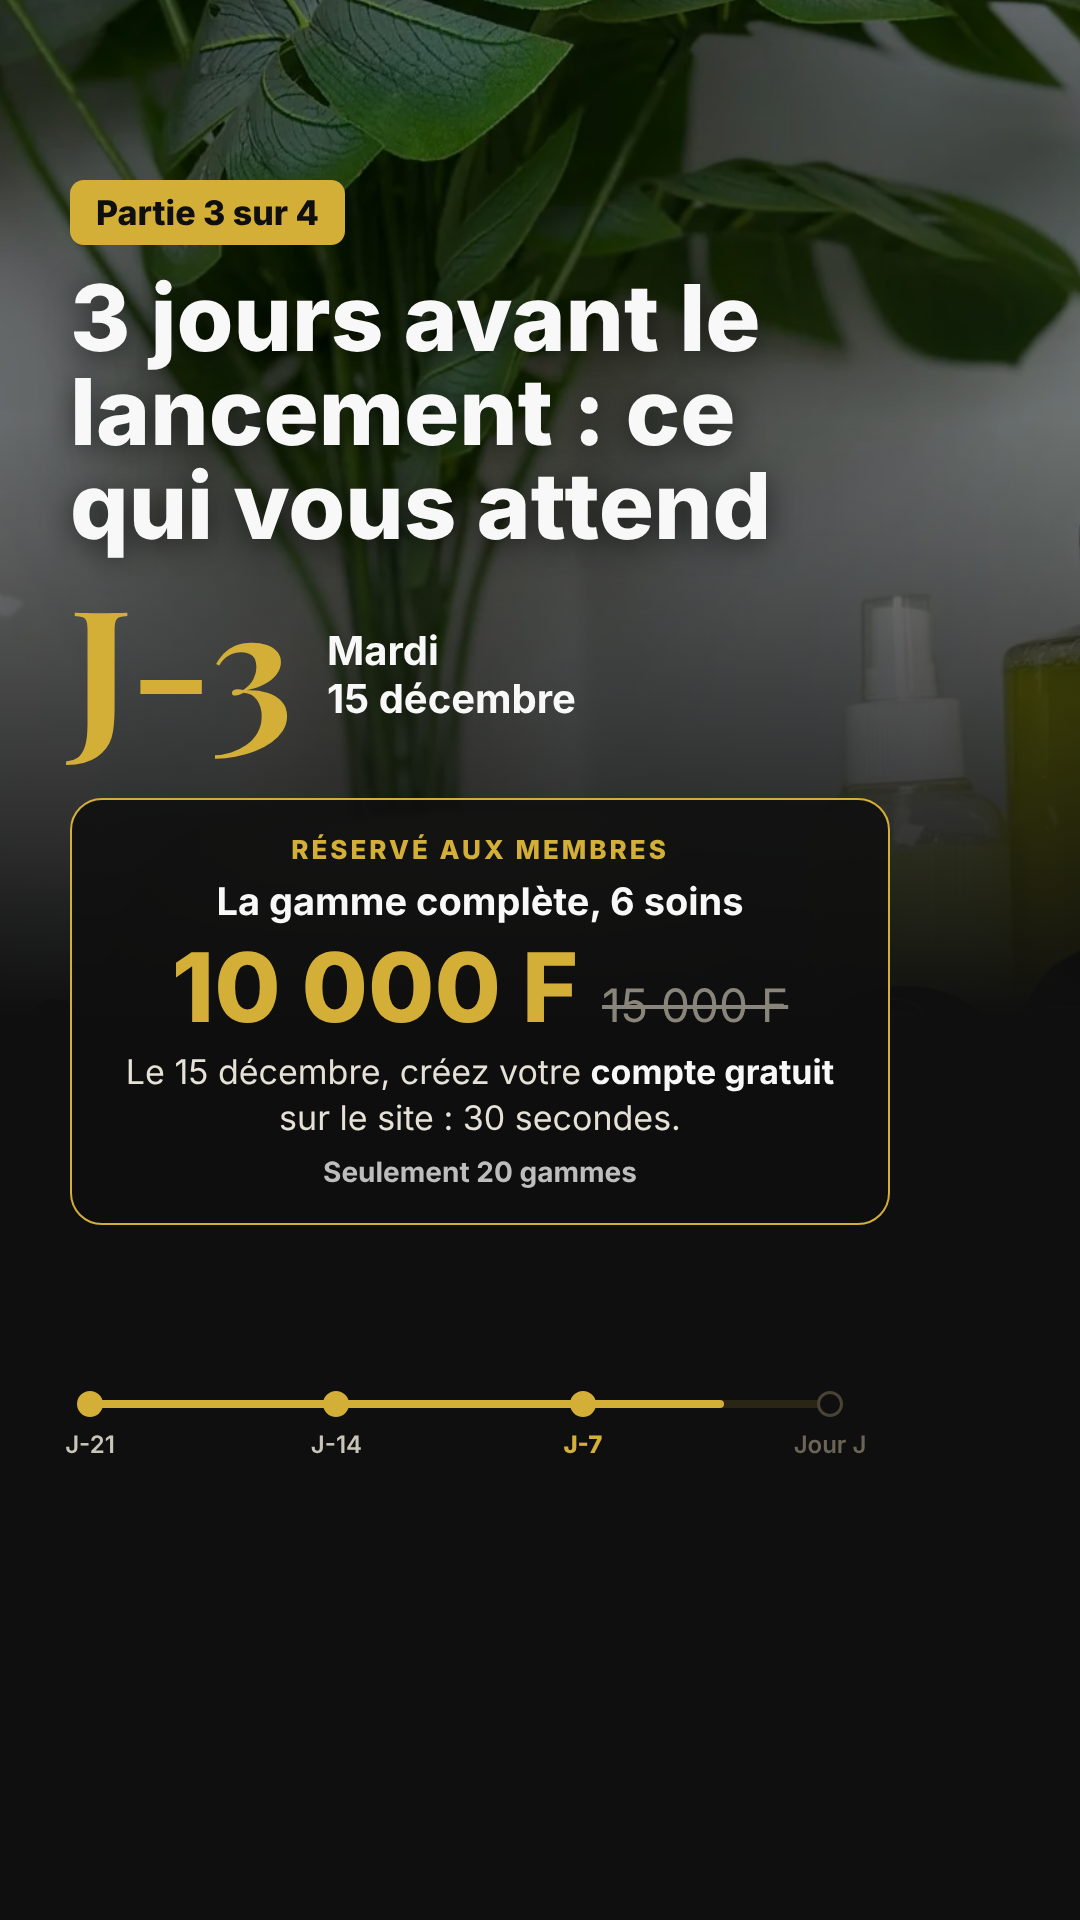 Partie 3 sur 4
3 jours avant le
lancement : ce
qui vous attend
J-3
Mardi
15 décembre
RÉSERVÉ AUX MEMBRES
La gamme complète, 6 soins
10 000 F 15 000 F
Le 15 décembre, créez votre compte gratuit
sur le site : 30 secondes.
Seulement 20 gammes
J-21 J-14 J-7 Jour J